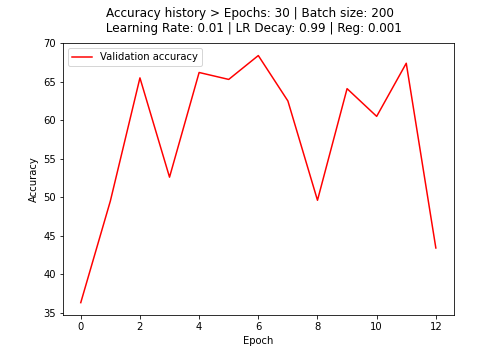 Accuracy history > Epochs: 30 | Batch size: 200
Learning Rate: 0.01 | LR Decay: 0.99 | Reg: 0.001
Validation accuracy
70
65
60
55
50
45
40
35
Accuracy
0 2 4 6 8 10 12
Epoch